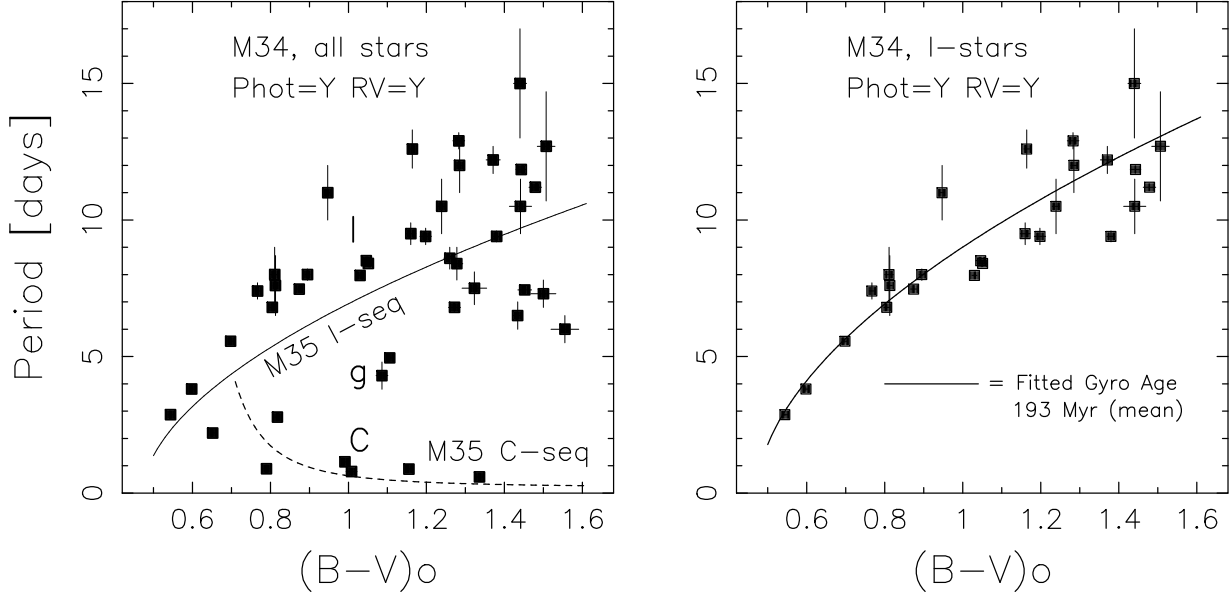 M34, all stars
Phot=Y RV=Y
Period [days]
15
10
5
0
I
M35 I-seq
g
C
M35 C-seq
0.6 0.8 1 1.2 1.4 1.6
(B-V)o
M34, I-stars
Phot=Y RV=Y
15
10
5
0
= Fitted Gyro Age
193 Myr (mean)
0.6 0.8 1 1.2 1.4 1.6
(B-V)o